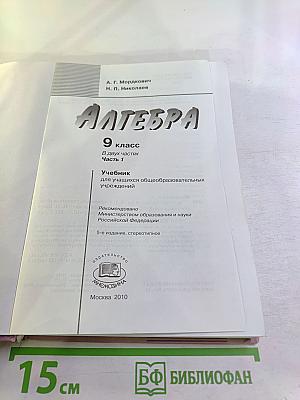 А. Г. Мордкович
Н. П. Николаев
АЛГЕБРА
9 класс
В двух частях
Часть 1
Учебник
для учащихся общеобразовательных
учреждений
Рекомендовано
Министерством образования и науки
Российской Федерации
5-е издание, стереотипное
ИЗДАТЕЛЬСТВО
МНЕМОЗИНА
Москва 2010
15 см
БФ БИБЛИОФАН